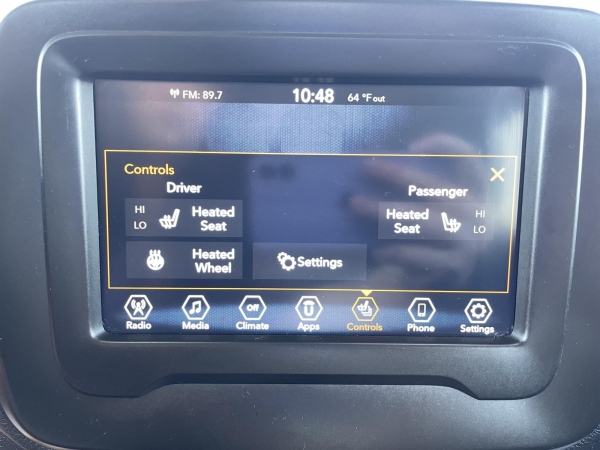 FM: 89.7 10:48 64 °F out
Controls
Driver Passenger
HI Heated Heated HI
LO Seat Seat LO
Heated Settings
Wheel
Off
Radio Media Climate Apps Controls Phone Settings